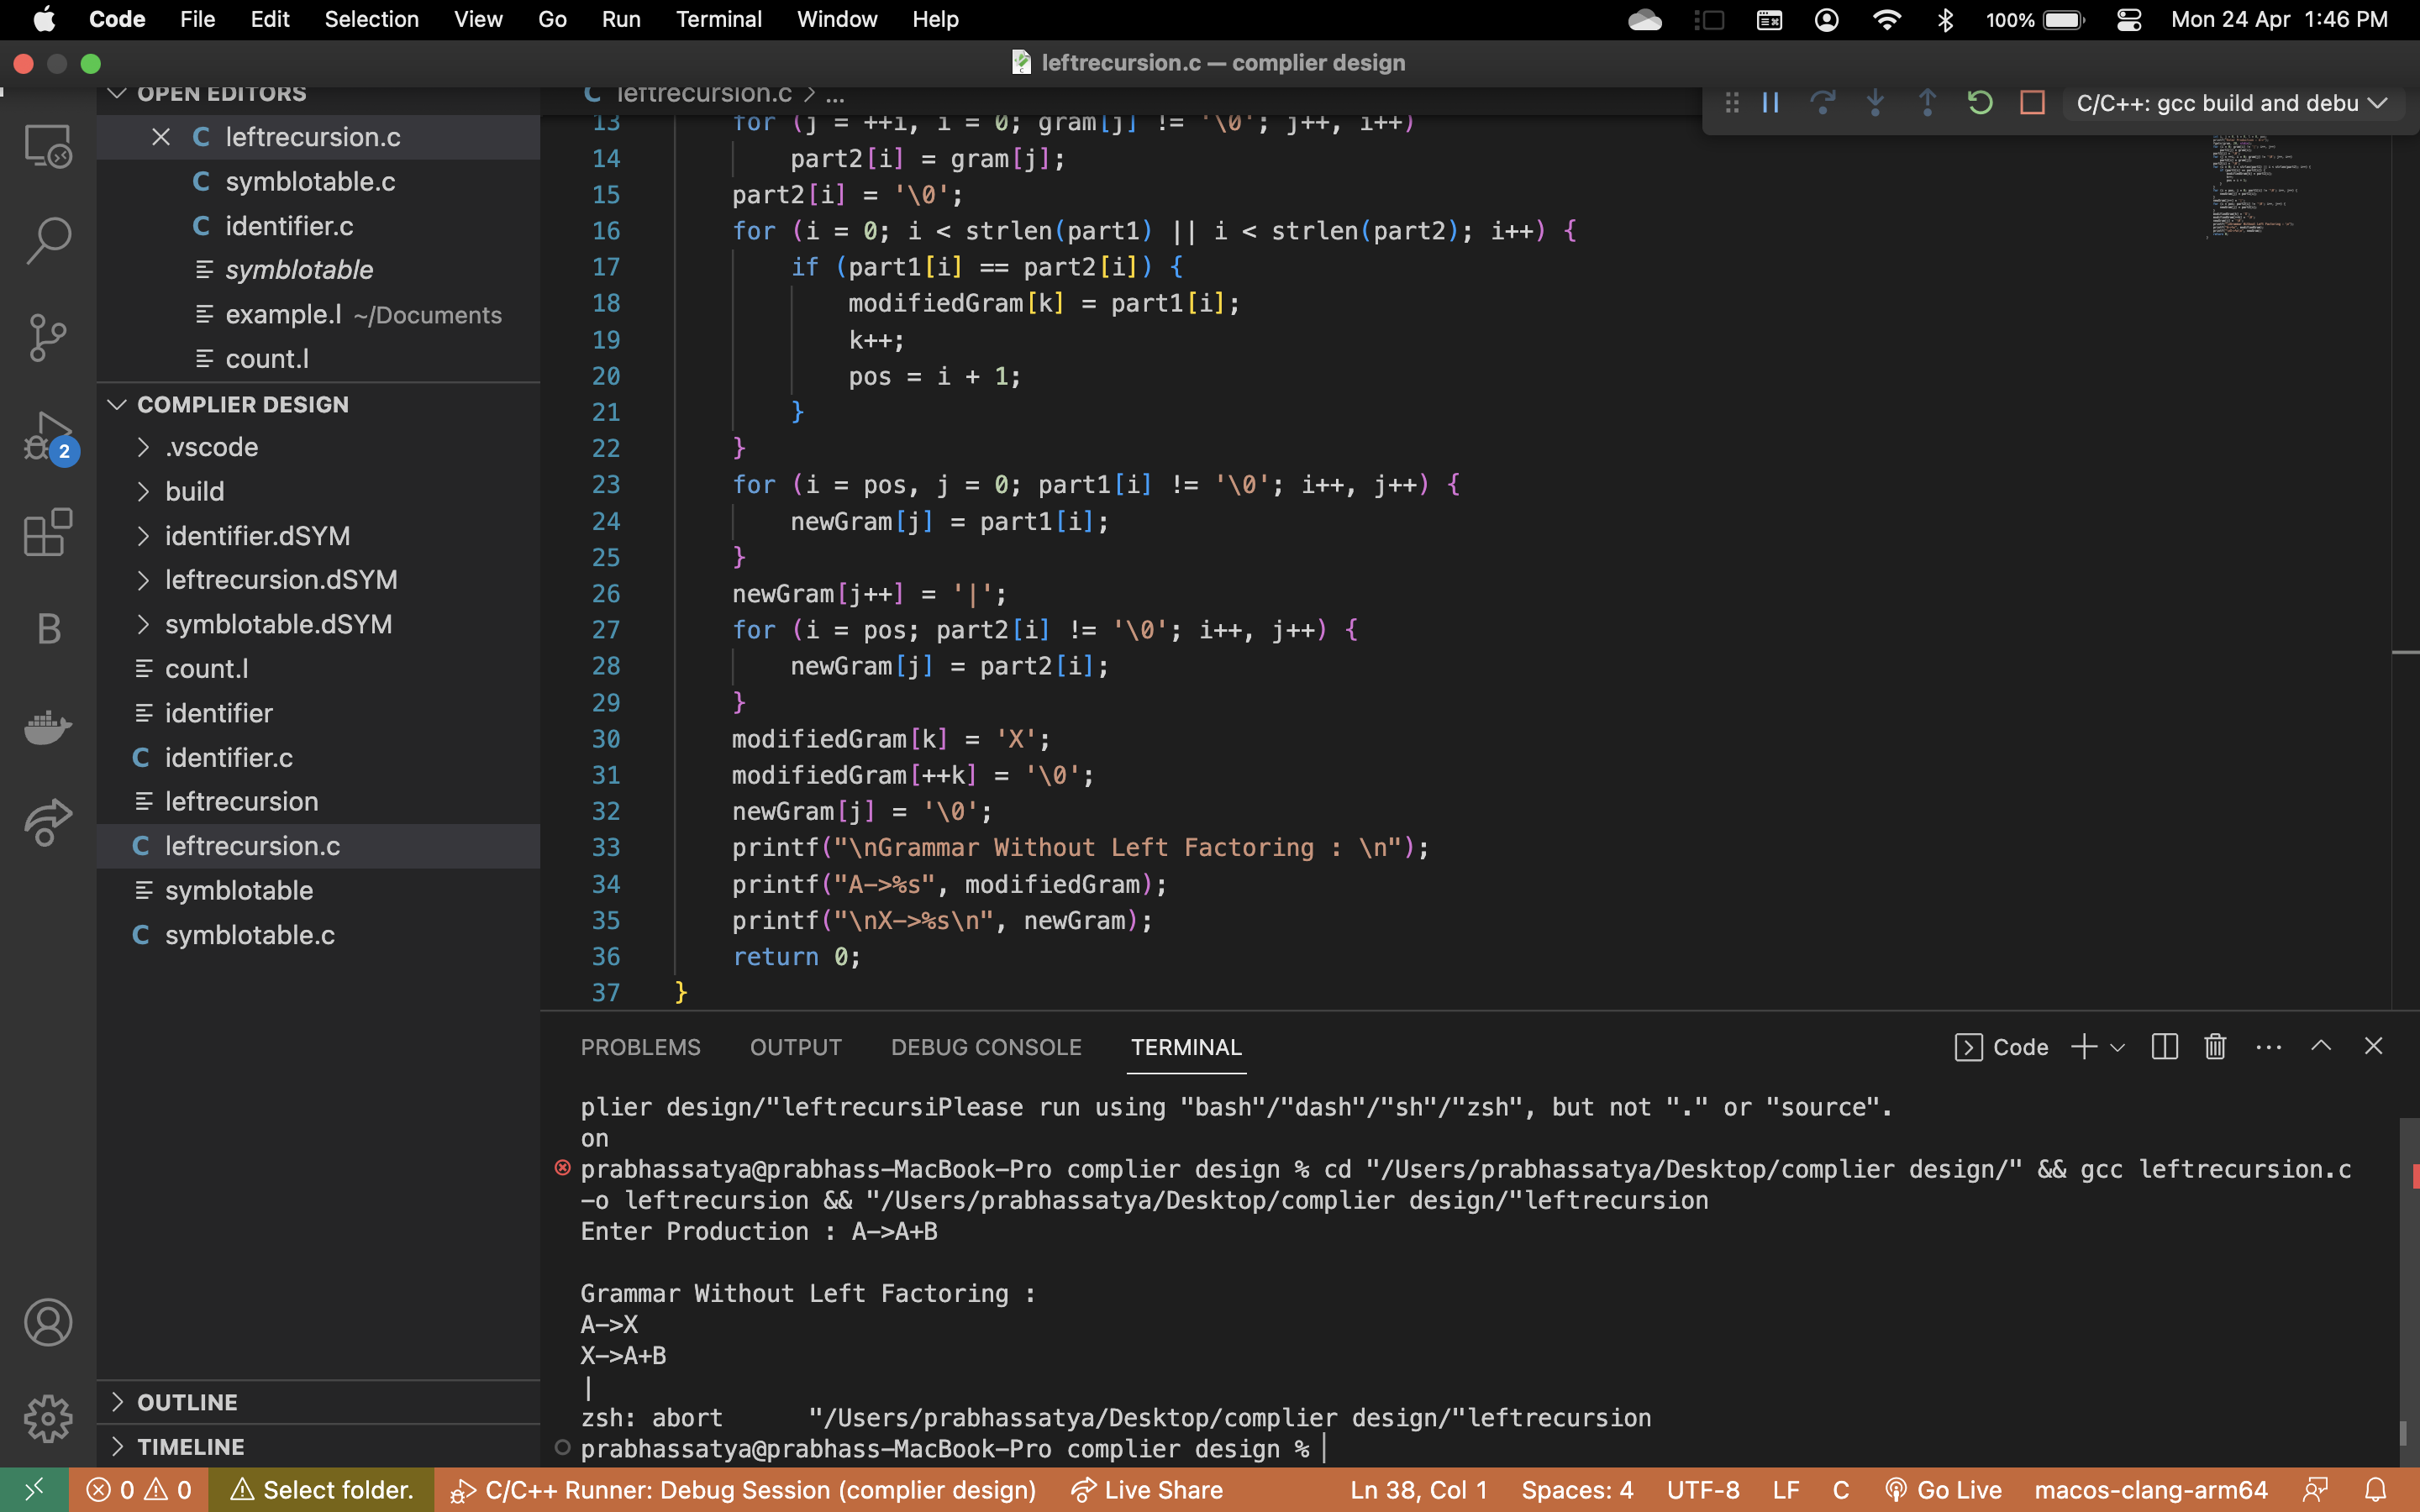 Code File Edit Selection View Go Run Terminal Window Help 100% Mon 24 Apr 1:46 PM
leftrecursion.c — complier design
OPEN EDITORS
leftrecursion.c
symblotable.c
identifier.c
symblotable
example.l ~/Documents
count.l
COMPLIER DESIGN
.vscode
build
identifier.dSYM
leftrecursion.dSYM
symblotable.dSYM
count.l
identifier
C identifier.c
leftrecursion
C leftrecursion.c
symblotable
C symblotable.c
OUTLINE
TIMELINE
2
B
C leftrecursion.c > ...
C/C++: gcc build and debu
13 for (j = ++i, i = 0; gram[j] != '\0'; j++, i++)
14 part2[i] = gram[j];
15 part2[i] = '\0';
16 for (i = 0; i < strlen(part1) || i < strlen(part2); i++) {
17 if (part1[i] == part2[i]) {
18 modifiedGram[k] = part1[i];
19 k++;
20 pos = i + 1;
21 }
22 }
23 for (i = pos, j = 0; part1[i] != '\0'; i++, j++) {
24 newGram[j] = part1[i];
25 }
26 newGram[j++] = '|';
27 for (i = pos; part2[i] != '\0'; i++, j++) {
28 newGram[j] = part2[i];
29 }
30 modifiedGram[k] = 'X';
31 modifiedGram[++k] = '\0';
32 newGram[j] = '\0';
33 printf("\nGrammar Without Left Factoring : \n");
34 printf("A->%s", modifiedGram);
35 printf("\nX->%s\n", newGram);
36 return 0;
37 }
PROBLEMS OUTPUT DEBUG CONSOLE TERMINAL Code
plier design/"leftrecursiPlease run using "bash"/"dash"/"sh"/"zsh", but not "." or "source".
on
prabhassatya@prabhass-MacBook-Pro complier design % cd "/Users/prabhassatya/Desktop/complier design/" && gcc leftrecursion.c
-o leftrecursion && "/Users/prabhassatya/Desktop/complier design/"leftrecursion
Enter Production : A->A+B
Grammar Without Left Factoring :
A->X
X->A+B
|
zsh: abort "/Users/prabhassatya/Desktop/complier design/"leftrecursion
prabhassatya@prabhass-MacBook-Pro complier design %
0 0 Select folder. C/C++ Runner: Debug Session (complier design) Live Share Ln 38, Col 1 Spaces: 4 UTF-8 LF C Go Live macos-clang-arm64